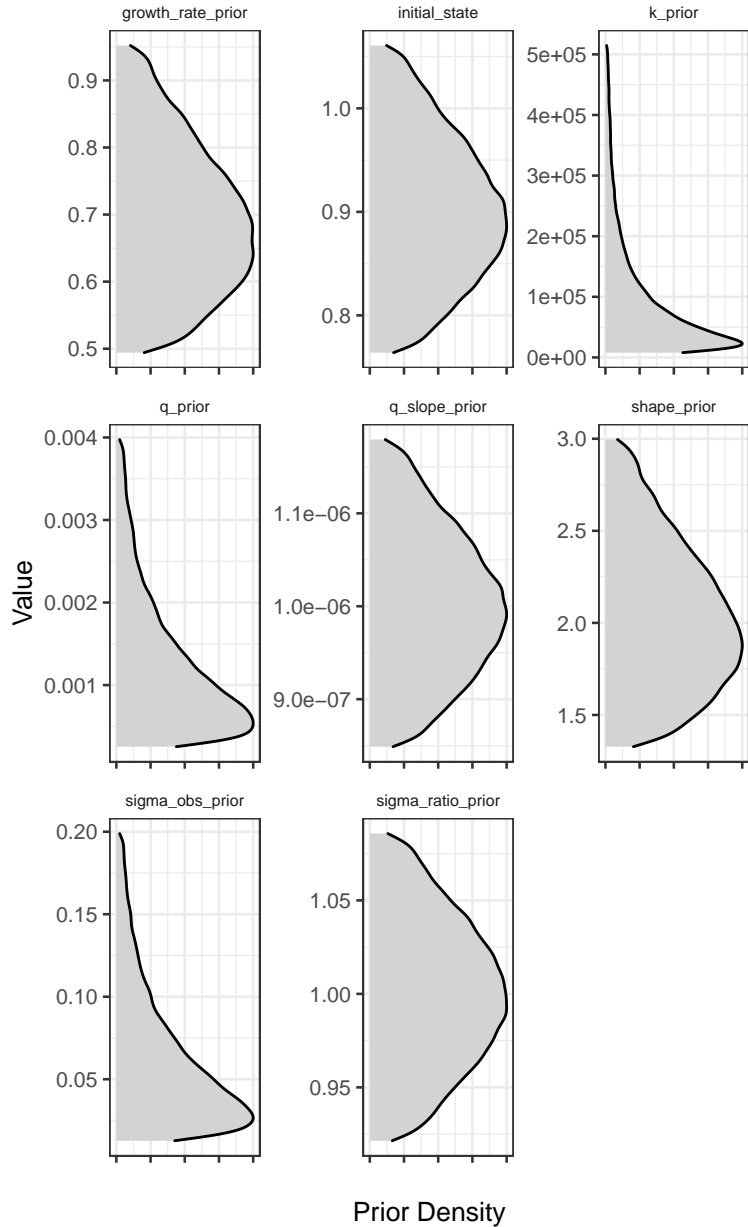 growth_rate_prior
initial_state
k_prior
0.9
0.8
0.7
0.6
0.5
1.0
0.9
0.8
5e+05
4e+05
3e+05
2e+05
1e+05
0e+00
q_prior
q_slope_prior
shape_prior
0.004
0.003
0.002
0.001
1.1e−06
1.0e−06
9.0e−07
3.0
2.5
2.0
1.5
Value
sigma_obs_prior
sigma_ratio_prior
0.20
0.15
0.10
0.05
1.05
1.00
0.95
Prior Density